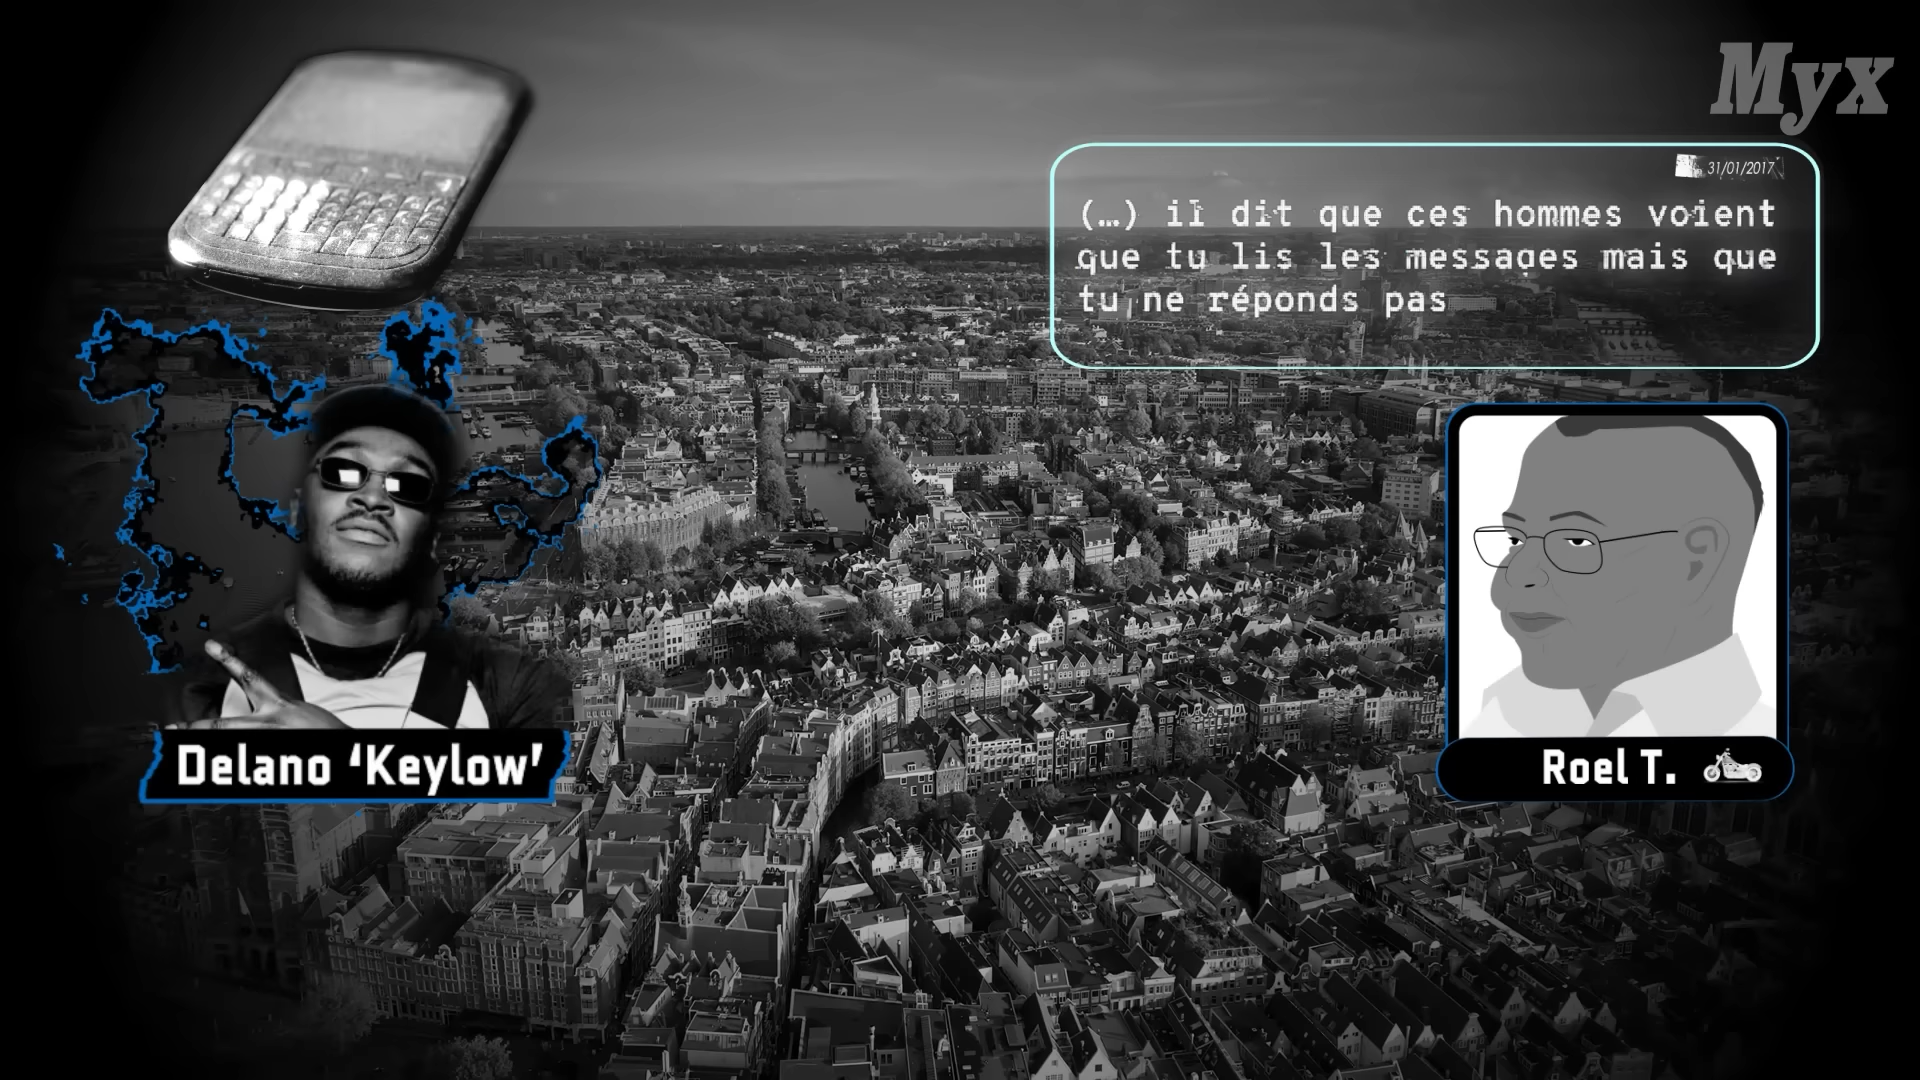 Myx
31/01/2017
(…) il dit que ces hommes voient
que tu lis les messages mais que
tu ne réponds pas
Delano ‘Keylow’
Roel T.